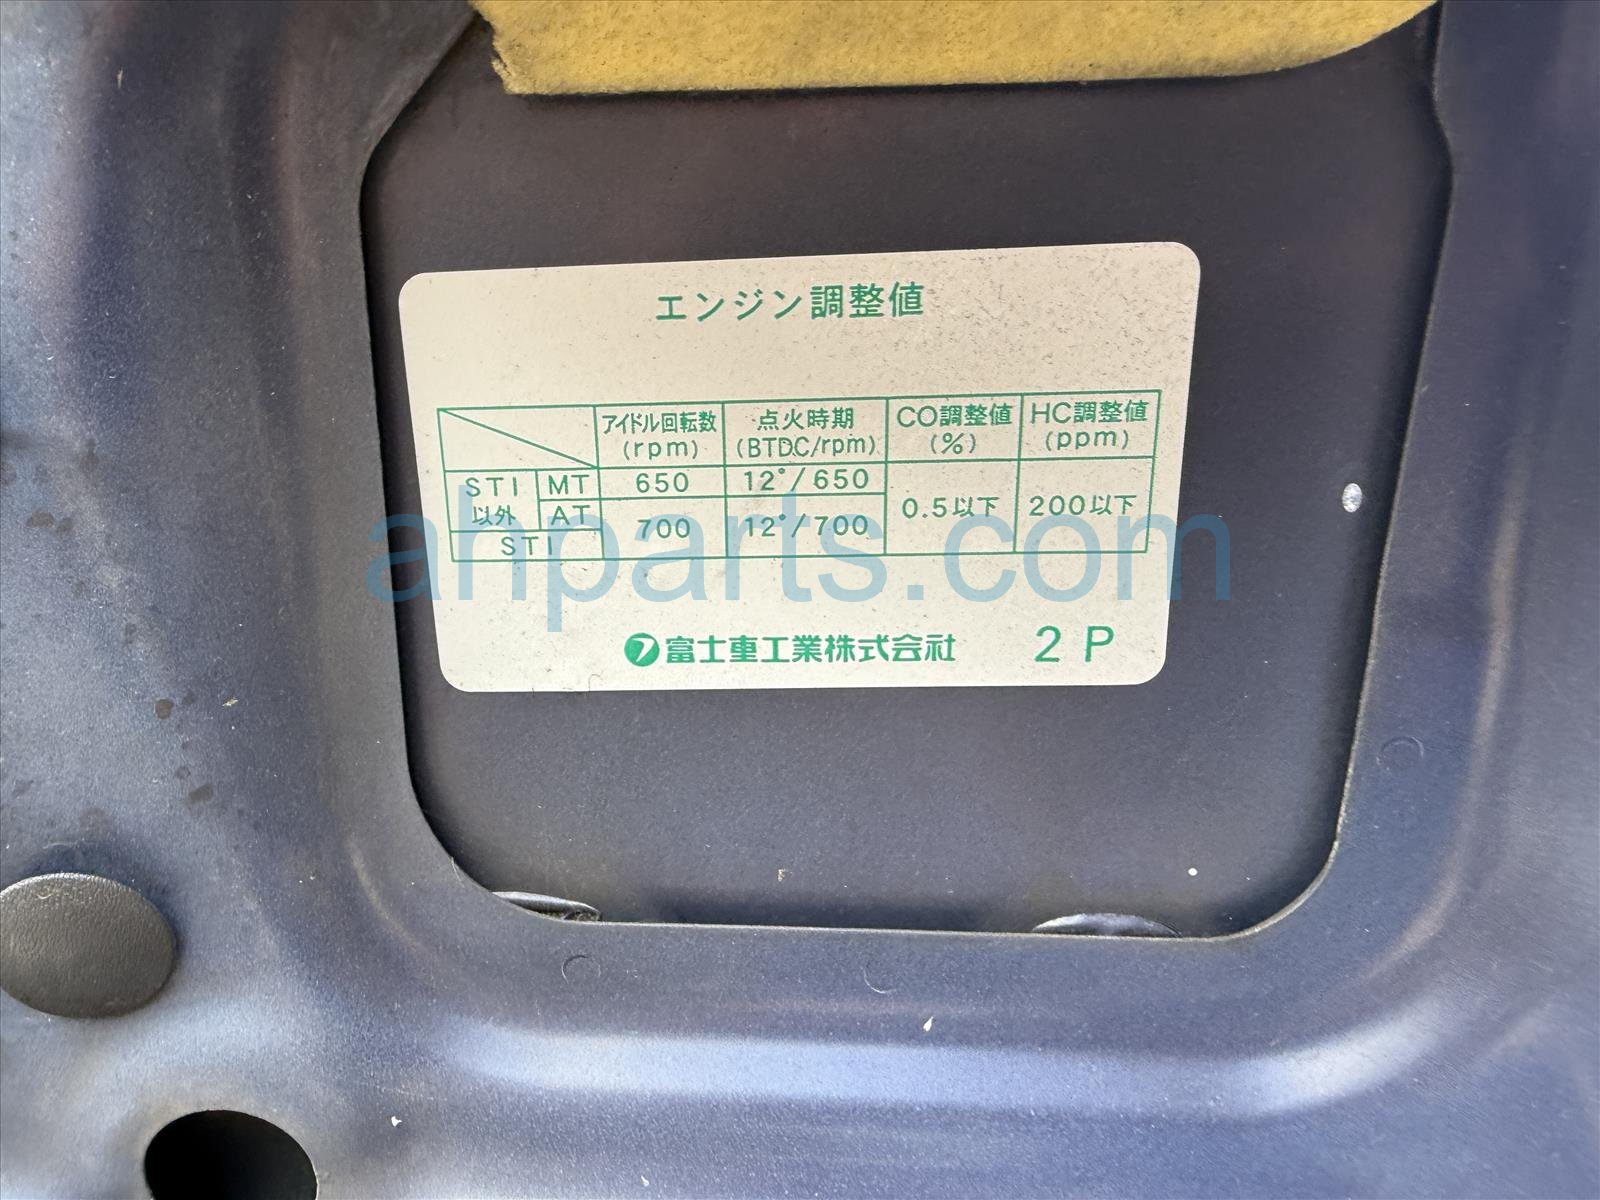 エンジン調整値
アイドル回転数 点火時期 CO調整値 HC調整値
(rpm) (BTDC/rpm) (%) (ppm)
STI MT 650 12°/650
以外 AT 700 12°/700 0.5以下 200以下
STI
富士重工業株式会社 2P
ahparts.com